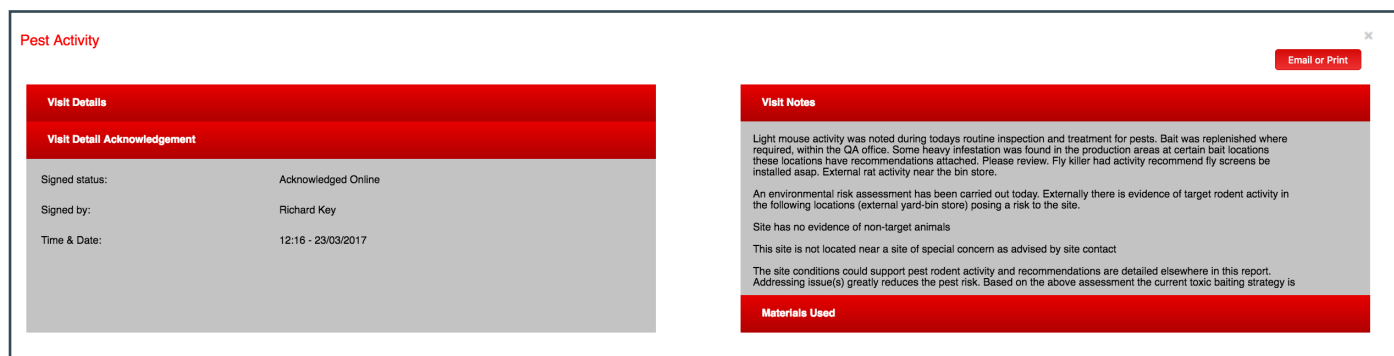 Pest Activity
×
Email or Print
Visit Details
Visit Detail Acknowledgement
Signed status: Acknowledged Online
Signed by: Richard Key
Time & Date: 12:16 - 23/03/2017
Visit Notes
Light mouse activity was noted during todays routine inspection and treatment for pests. Bait was replenished where
required, within the QA office. Some heavy infestation was found in the production areas at certain bait locations
these locations have recommendations attached. Please review. Fly killer had activity recommend fly screens be
installed asap. External rat activity near the bin store.
An environmental risk assessment has been carried out today. Externally there is evidence of target rodent activity in
the following locations (external yard-bin store) posing a risk to the site.
Site has no evidence of non-target animals
This site is not located near a site of special concern as advised by site contact
The site conditions could support pest rodent activity and recommendations are detailed elsewhere in this report.
Addressing issue(s) greatly reduces the pest risk. Based on the above assessment the current toxic baiting strategy is
Materials Used